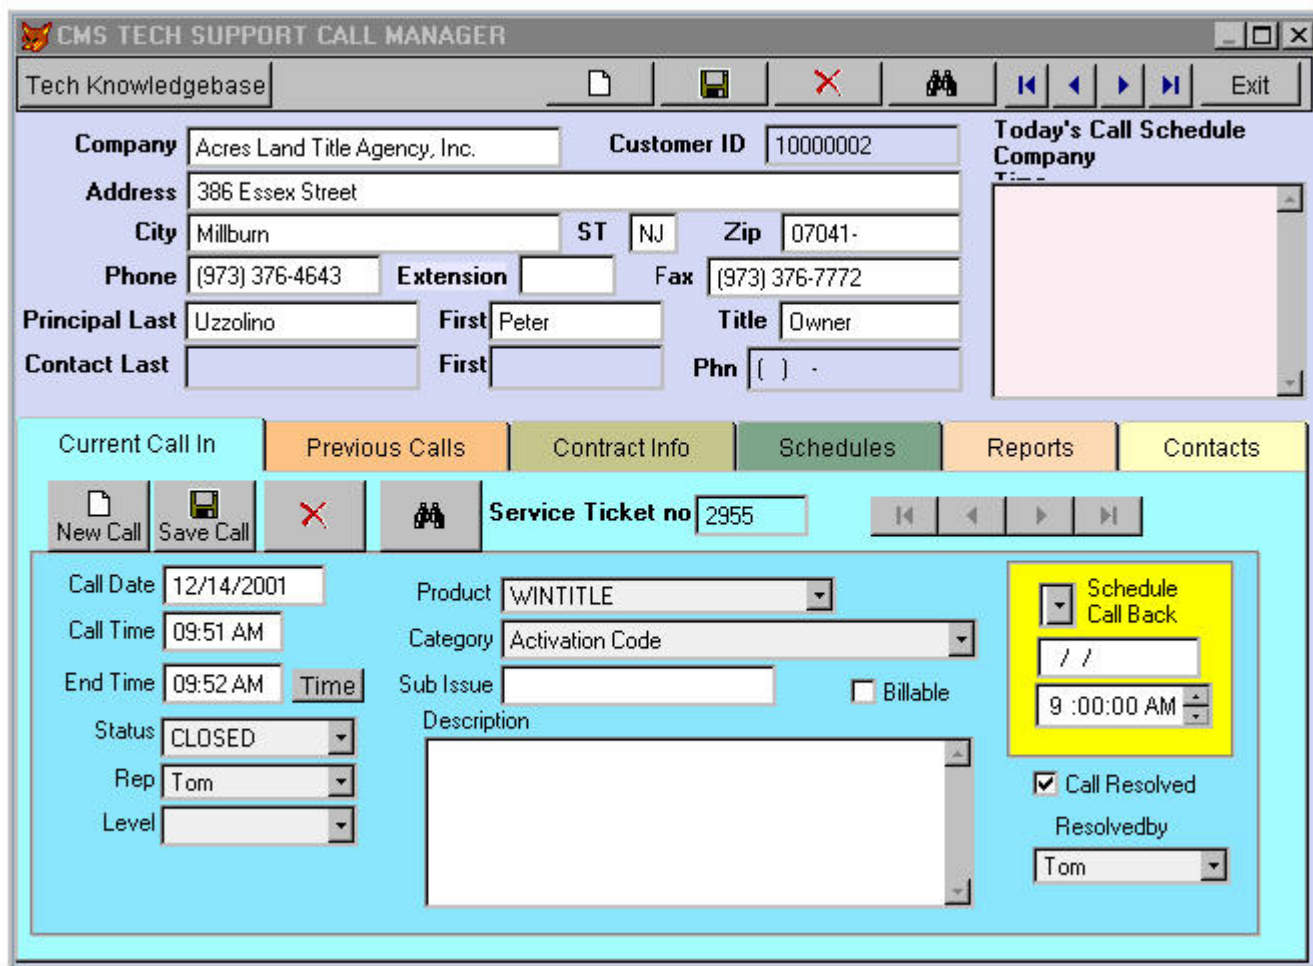 CMS TECH SUPPORT CALL MANAGER
Tech Knowledgebase Exit
Company Acres Land Title Agency, Inc. Customer ID 10000002
Today's Call Schedule
Company
Address 386 Essex Street
City Millburn ST NJ Zip 07041-
Phone (973) 376-4643 Extension Fax (973) 376-7772
Principal Last Uzzolino First Peter Title Owner
Contact Last First Phn ( ) -
Current Call In Previous Calls Contract Info Schedules Reports Contacts
New Call Save Call Service Ticket no 2955
Call Date 12/14/2001 Product WINTITLE
Schedule
Call Back
Call Time 09:51 AM Category Activation Code
/ /
End Time 09:52 AM Time Sub Issue Billable
9 :00:00 AM
Status CLOSED Description
Rep Tom
Call Resolved
Level
Resolvedby
Tom